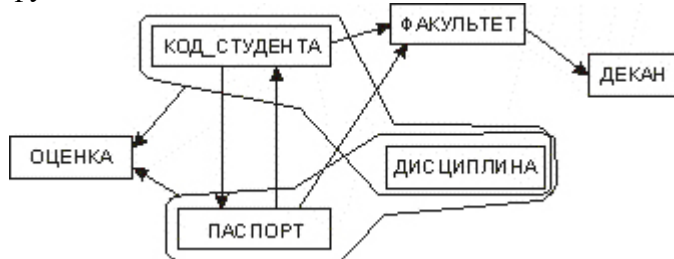 ФАКУЛЬТЕТ
КОД_СТУДЕНТА
ДЕКАН
ОЦЕНКА
ДИСЦИПЛИНА
ПАСПОРТ